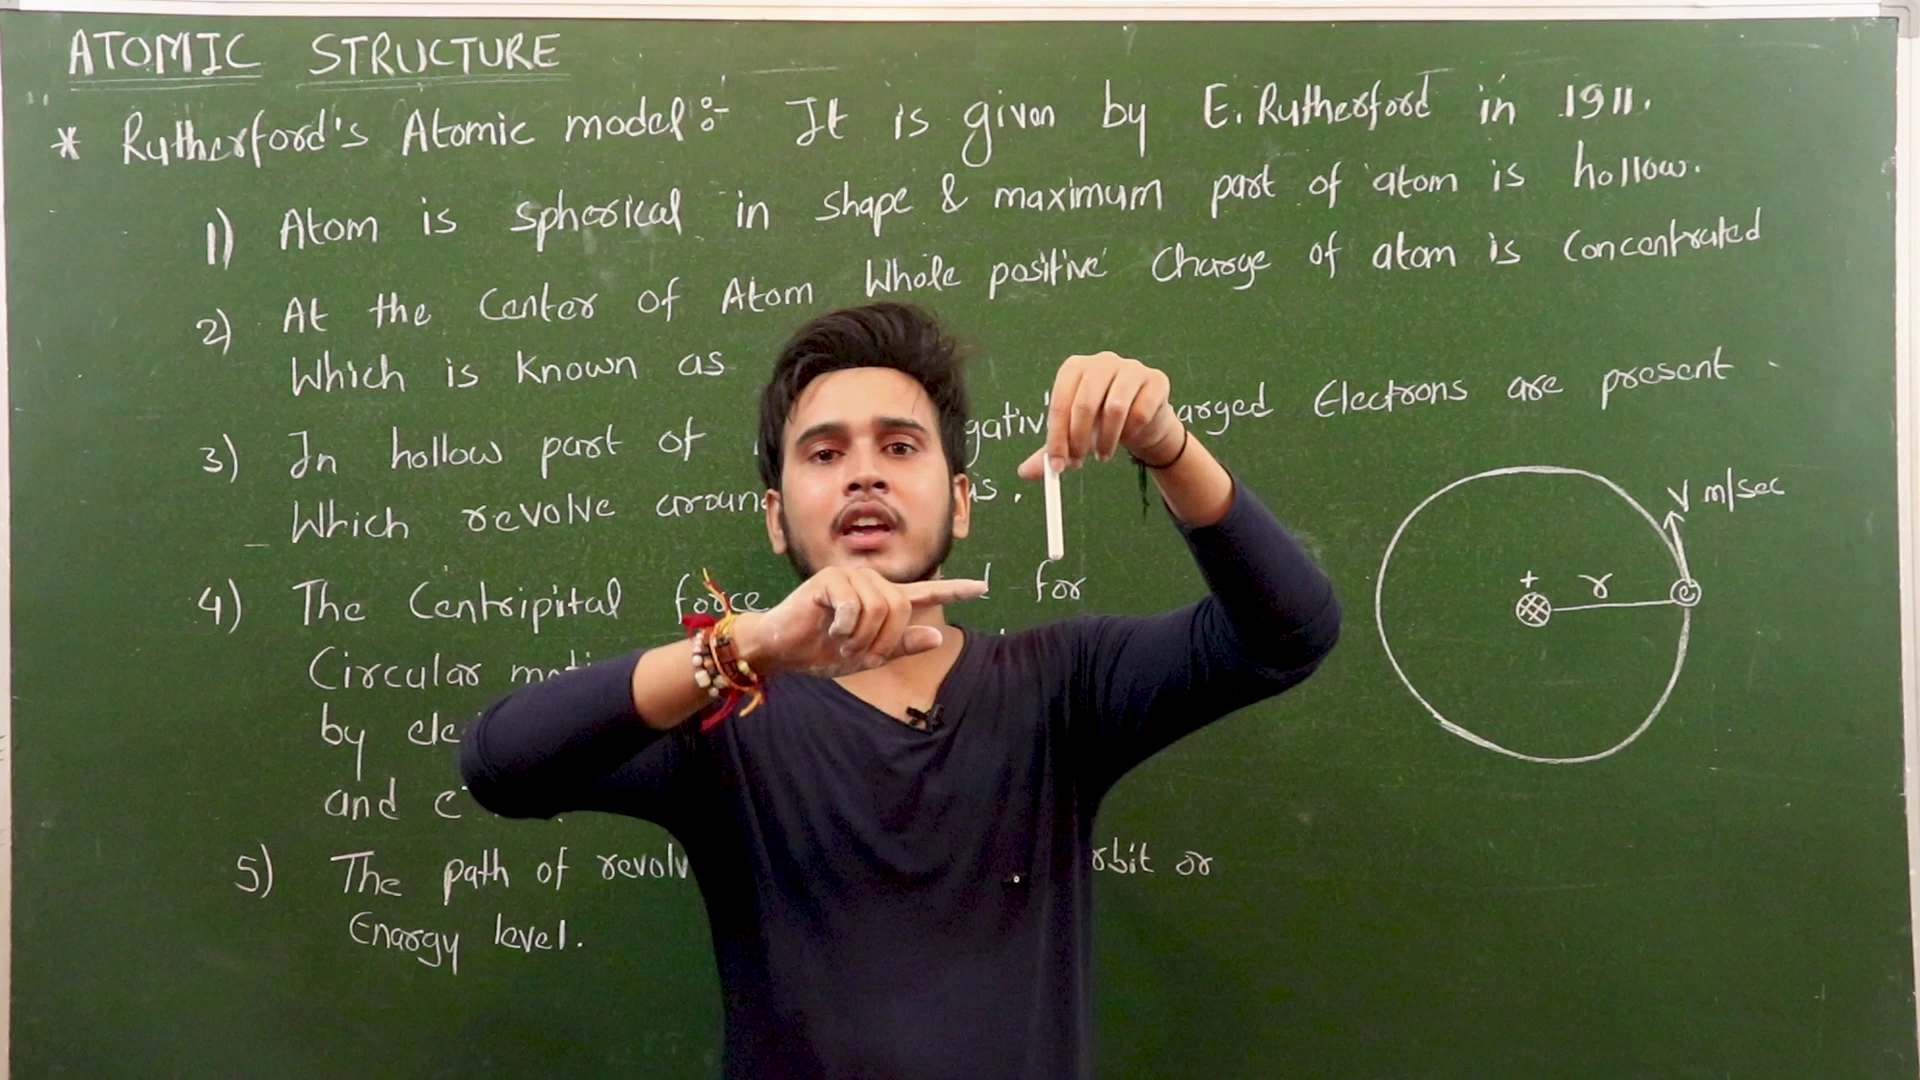 ATOMIC STRUCTURE
* Rutherford's Atomic model:- It is given by E. Rutherford in 1911.
1) Atom is spherical in shape & maximum part of atom is hollow.
2) At the Center of Atom Whole positive Charge of atom is Concentrated
Which is known as
3) In hollow part of Electrons are present
Which revolve
4) The Centripital force for
Circular
by
and e-
5) The path of or
Energy level.
V m/sec
+ r e